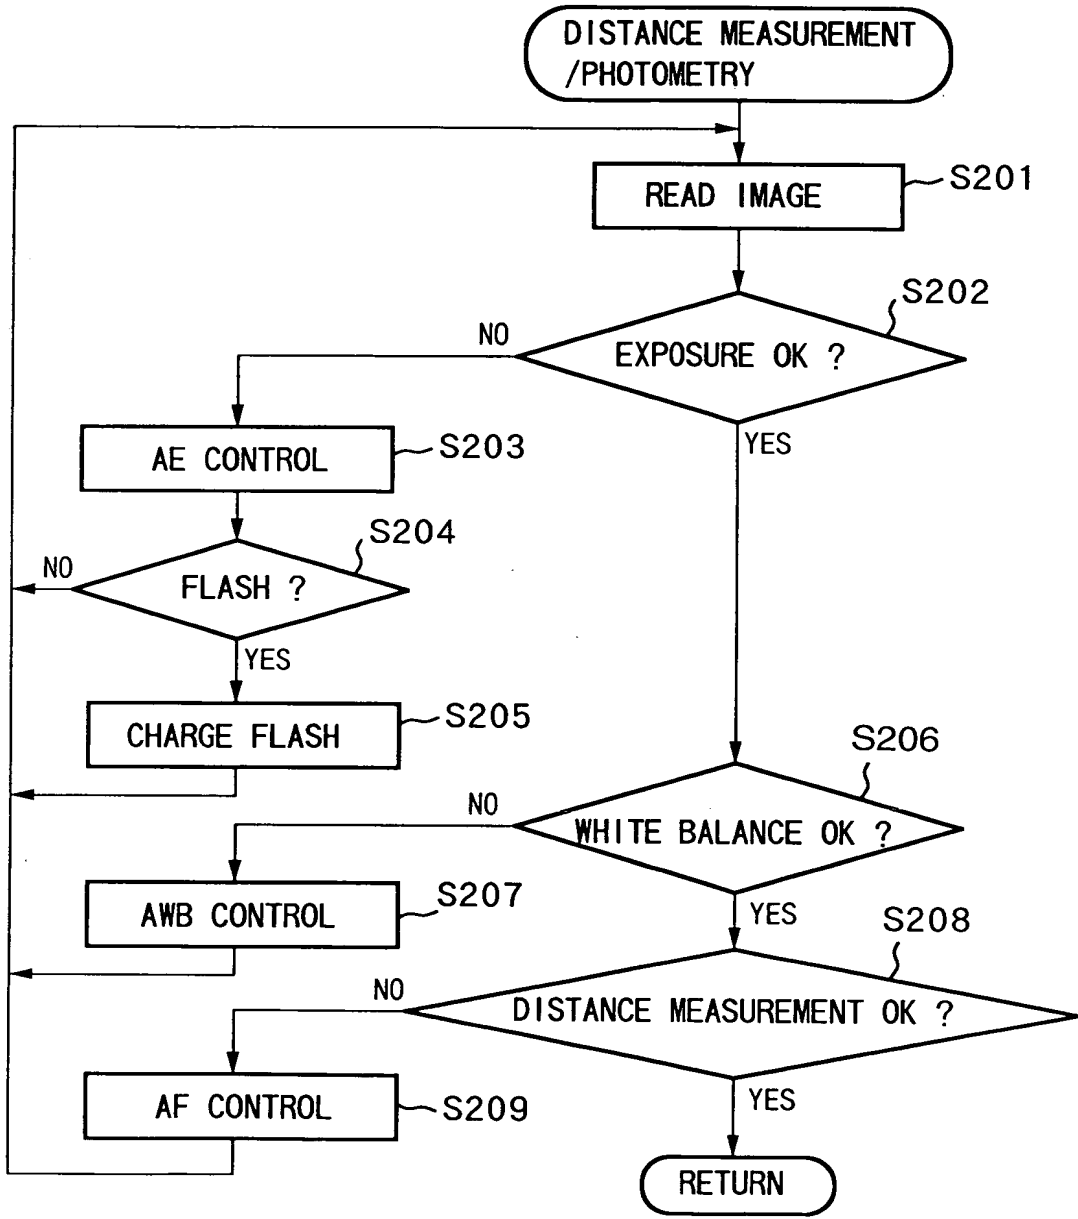 DISTANCE MEASUREMENT
/PHOTOMETRY
READ IMAGE
S201
S202
NO
EXPOSURE OK ?
YES
AE CONTROL
S203
S204
NO
FLASH ?
YES
CHARGE FLASH
S205
S206
NO
WHITE BALANCE OK ?
YES
AWB CONTROL
S207
S208
NO
DISTANCE MEASUREMENT OK ?
YES
AF CONTROL
S209
RETURN